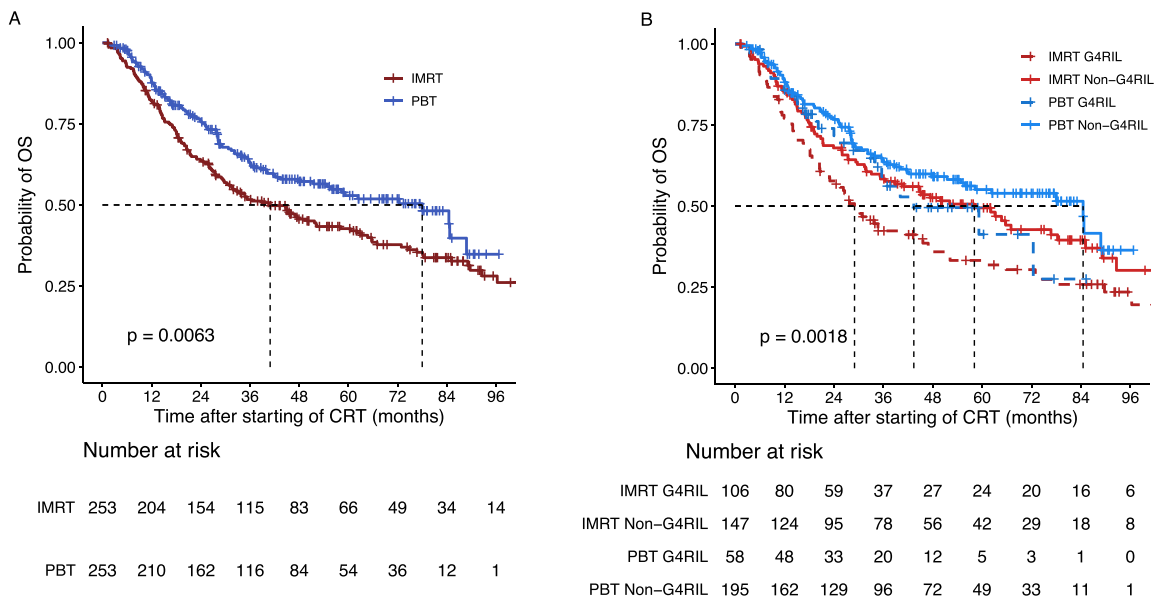 A
1.00
0.75
0.50
0.25
0.00
Probability of OS
IMRT
PBT
p = 0.0063
0 12 24 36 48 60 72 84 96
Time after starting of CRT (months)
Number at risk
IMRT 253 204 154 115 83 66 49 34 14
PBT 253 210 162 116 84 54 36 12 1
B
1.00
0.75
0.50
0.25
0.00
Probability of OS
IMRT G4RIL
IMRT Non−G4RIL
PBT G4RIL
PBT Non−G4RIL
p = 0.0018
0 12 24 36 48 60 72 84 96
Time after starting of CRT (months)
Number at risk
IMRT G4RIL 106 80 59 37 27 24 20 16 6
IMRT Non−G4RIL 147 124 95 78 56 42 29 18 8
PBT G4RIL 58 48 33 20 12 5 3 1 0
PBT Non−G4RIL 195 162 129 96 72 49 33 11 1